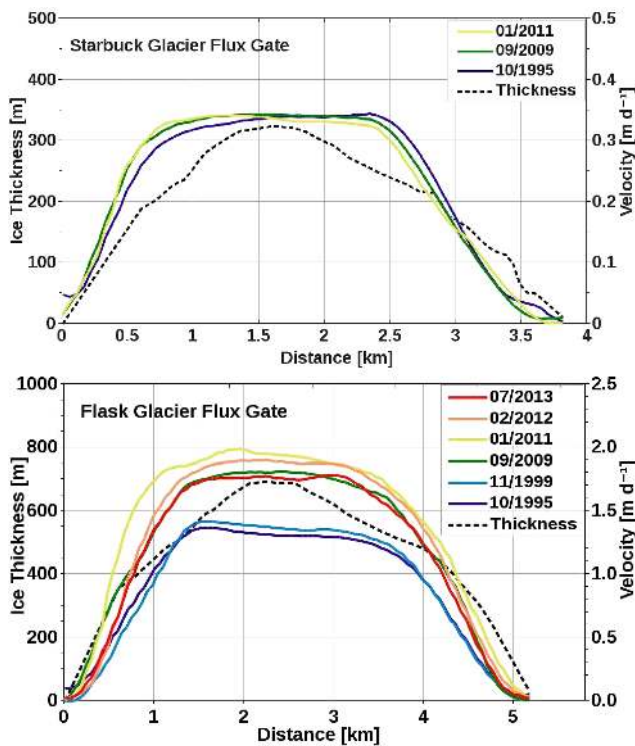 Starbuck Glacier Flux Gate
01/2011
09/2009
10/1995
Thickness
Ice Thickness [m]
500
400
300
200
100
0
Velocity [m d⁻¹]
0.5
0.4
0.3
0.2
0.1
0
0 0.5 1 1.5 2 2.5 3 3.5 4
Distance [km]
Flask Glacier Flux Gate
07/2013
02/2012
01/2011
09/2009
11/1999
10/1995
Thickness
Ice Thickness [m]
1000
800
600
400
200
0
Velocity [m d⁻¹]
2.5
2.0
1.5
1.0
0.5
0.0
0 1 2 3 4 5
Distance [km]